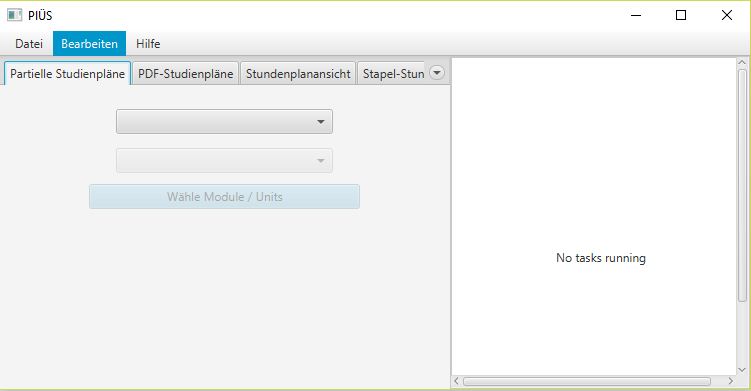 PIÜS
Datei Bearbeiten Hilfe
Partielle Studienpläne PDF-Studienpläne Stundenplanansicht Stapel-Stun
Wähle Module / Units
No tasks running